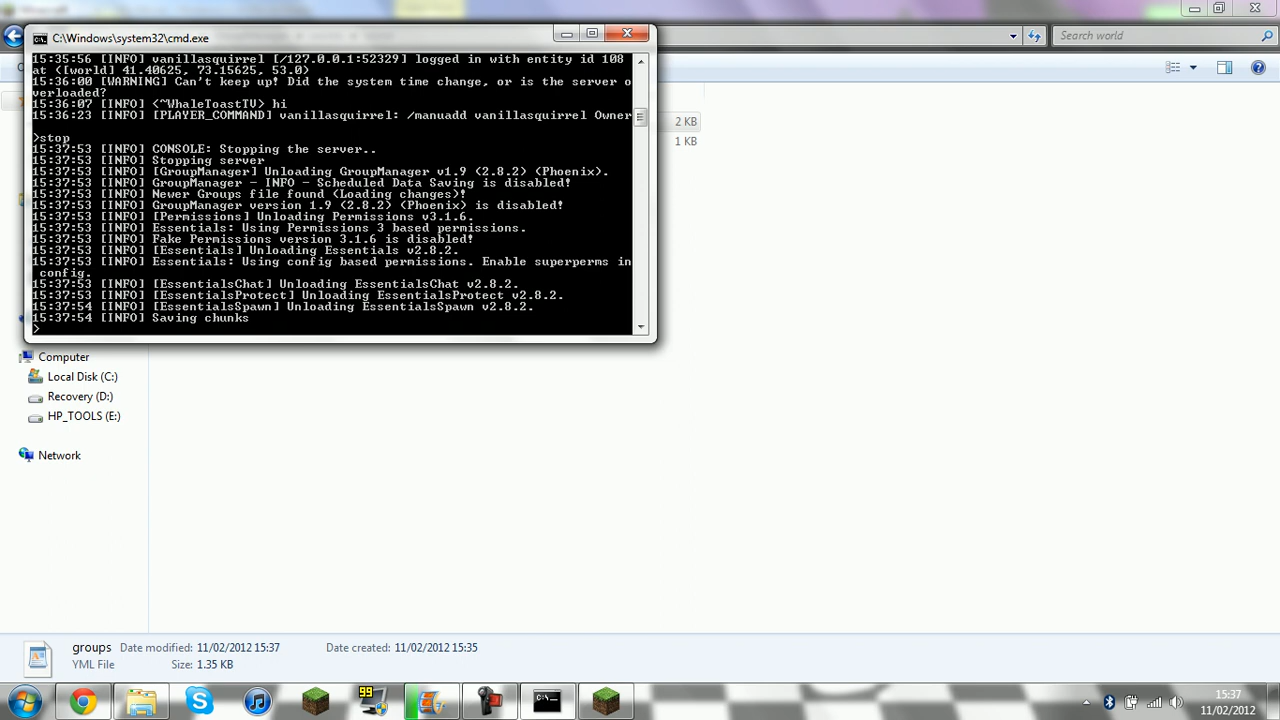 C:\Windows\system32\cmd.exe
Search world
15:35:56 [INFO] vanillasquirrel [/127.0.0.1:52329] logged in with entity id 108
at ([world] 41.40625, 73.15625, 53.0)
15:36:00 [WARNING] Can't keep up! Did the system time change, or is the server o
verloaded?
15:36:07 [INFO] <~WhaleToastTV> hi
15:36:23 [INFO] [PLAYER_COMMAND] vanillasquirrel: /manuadd vanillasquirrel Owner
>stop
15:37:53 [INFO] CONSOLE: Stopping the server..
15:37:53 [INFO] Stopping server
15:37:53 [INFO] [GroupManager] Unloading GroupManager v1.9 (2.8.2) (Phoenix).
15:37:53 [INFO] GroupManager - INFO - Scheduled Data Saving is disabled!
15:37:53 [INFO] Newer Groups file found (Loading changes)!
15:37:53 [INFO] GroupManager version 1.9 (2.8.2) (Phoenix) is disabled!
15:37:53 [INFO] [Permissions] Unloading Permissions v3.1.6.
15:37:53 [INFO] Essentials: Using Permissions 3 based permissions.
15:37:53 [INFO] Fake Permissions version 3.1.6 is disabled!
15:37:53 [INFO] [Essentials] Unloading Essentials v2.8.2.
15:37:53 [INFO] Essentials: Using config based permissions. Enable superperms in
config.
15:37:53 [INFO] [EssentialsChat] Unloading EssentialsChat v2.8.2.
15:37:53 [INFO] [EssentialsProtect] Unloading EssentialsProtect v2.8.2.
15:37:54 [INFO] [EssentialsSpawn] Unloading EssentialsSpawn v2.8.2.
15:37:54 [INFO] Saving chunks
>
2 KB
1 KB
Computer
Local Disk (C:)
Recovery (D:)
HP_TOOLS (E:)
Network
groups Date modified: 11/02/2012 15:37 Date created: 11/02/2012 15:35
YML File Size: 1.35 KB
99
15:37
11/02/2012